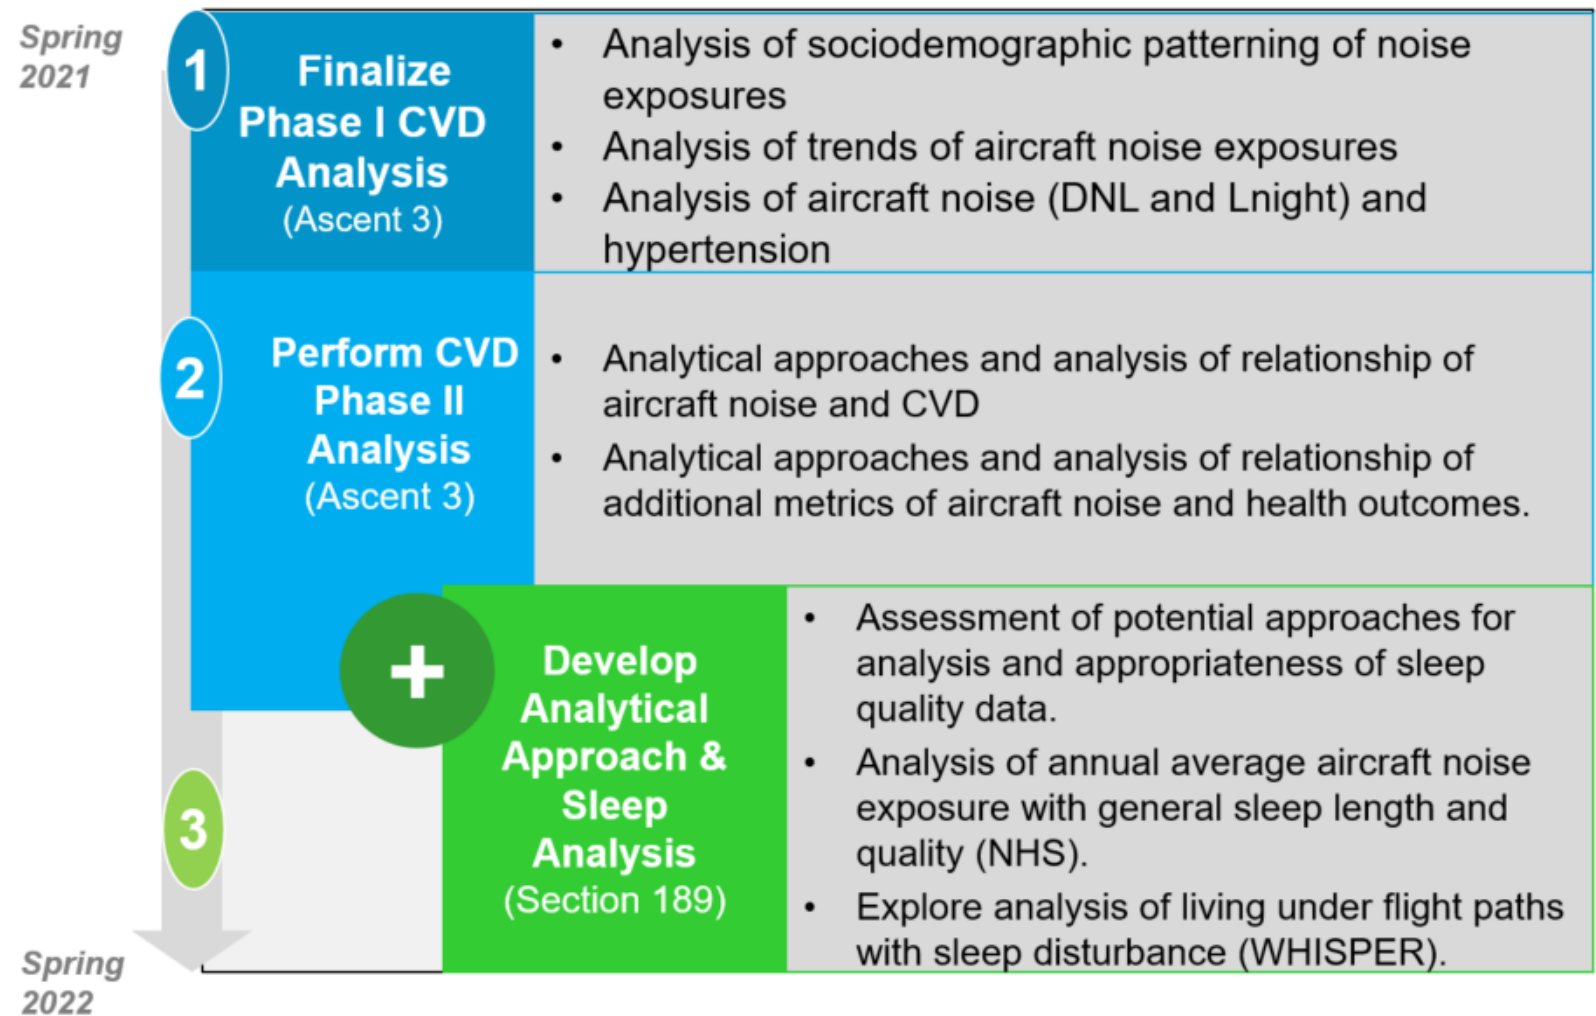 Spring
2021
1
Finalize
Phase I CVD
Analysis
(Ascent 3)
• Analysis of sociodemographic patterning of noise
exposures
• Analysis of trends of aircraft noise exposures
• Analysis of aircraft noise (DNL and Lnight) and
hypertension
2
Perform CVD
Phase II
Analysis
(Ascent 3)
• Analytical approaches and analysis of relationship of
aircraft noise and CVD
• Analytical approaches and analysis of relationship of
additional metrics of aircraft noise and health outcomes.
+
3
Develop
Analytical
Approach &
Sleep
Analysis
(Section 189)
• Assessment of potential approaches for
analysis and appropriateness of sleep
quality data.
• Analysis of annual average aircraft noise
exposure with general sleep length and
quality (NHS).
• Explore analysis of living under flight paths
with sleep disturbance (WHISPER).
Spring
2022